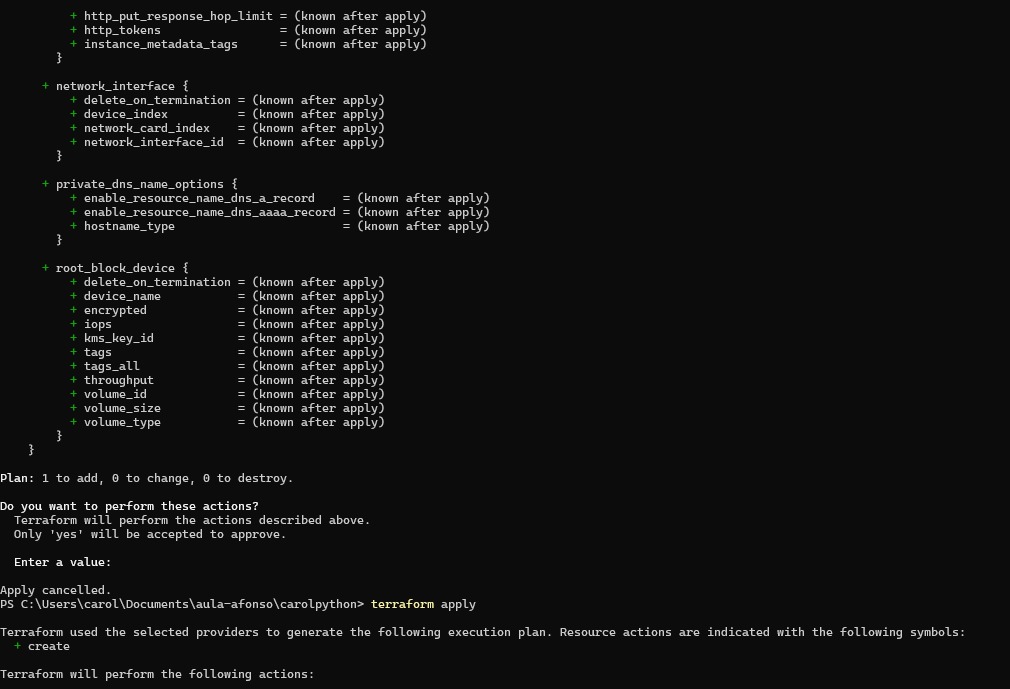 + http_put_response_hop_limit = (known after apply)
+ http_tokens                 = (known after apply)
+ instance_metadata_tags      = (known after apply)
}
+ network_interface {
+ delete_on_termination = (known after apply)
+ device_index          = (known after apply)
+ network_card_index    = (known after apply)
+ network_interface_id  = (known after apply)
}
+ private_dns_name_options {
+ enable_resource_name_dns_a_record    = (known after apply)
+ enable_resource_name_dns_aaaa_record = (known after apply)
+ hostname_type                        = (known after apply)
}
+ root_block_device {
+ delete_on_termination = (known after apply)
+ device_name           = (known after apply)
+ encrypted             = (known after apply)
+ iops                  = (known after apply)
+ kms_key_id            = (known after apply)
+ tags                  = (known after apply)
+ tags_all              = (known after apply)
+ throughput            = (known after apply)
+ volume_id             = (known after apply)
+ volume_size           = (known after apply)
+ volume_type           = (known after apply)
}
}
Plan: 1 to add, 0 to change, 0 to destroy.
Do you want to perform these actions?
Terraform will perform the actions described above.
Only 'yes' will be accepted to approve.
Enter a value:
Apply cancelled.
PS C:\Users\carol\Documents\aula-afonso\carolpython> terraform apply
Terraform used the selected providers to generate the following execution plan. Resource actions are indicated with the following symbols:
+ create
Terraform will perform the following actions: